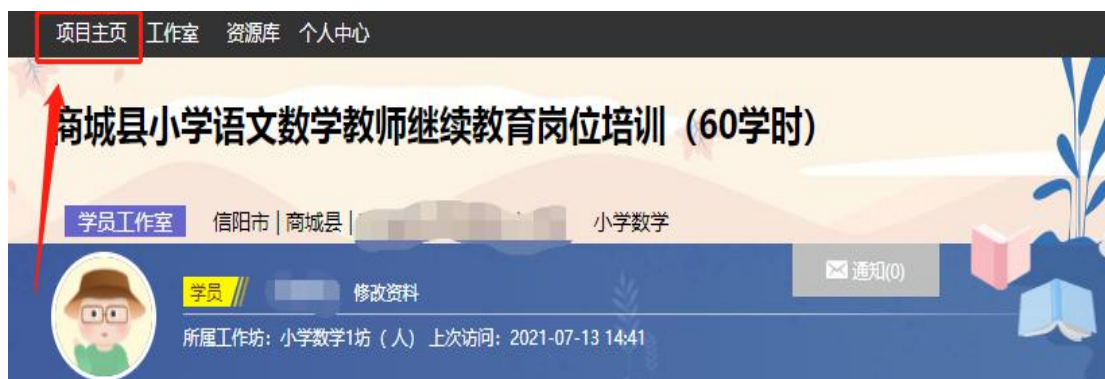 项目主页 工作室 资源库 个人中心
商城县小学语文数学教师继续教育岗位培训（60学时）
学员工作室 信阳市 | 商城县 | 小学数学
通知(0)
学员 // 修改资料
所属工作坊：小学数学1坊（ 人） 上次访问：2021-07-13 14:41